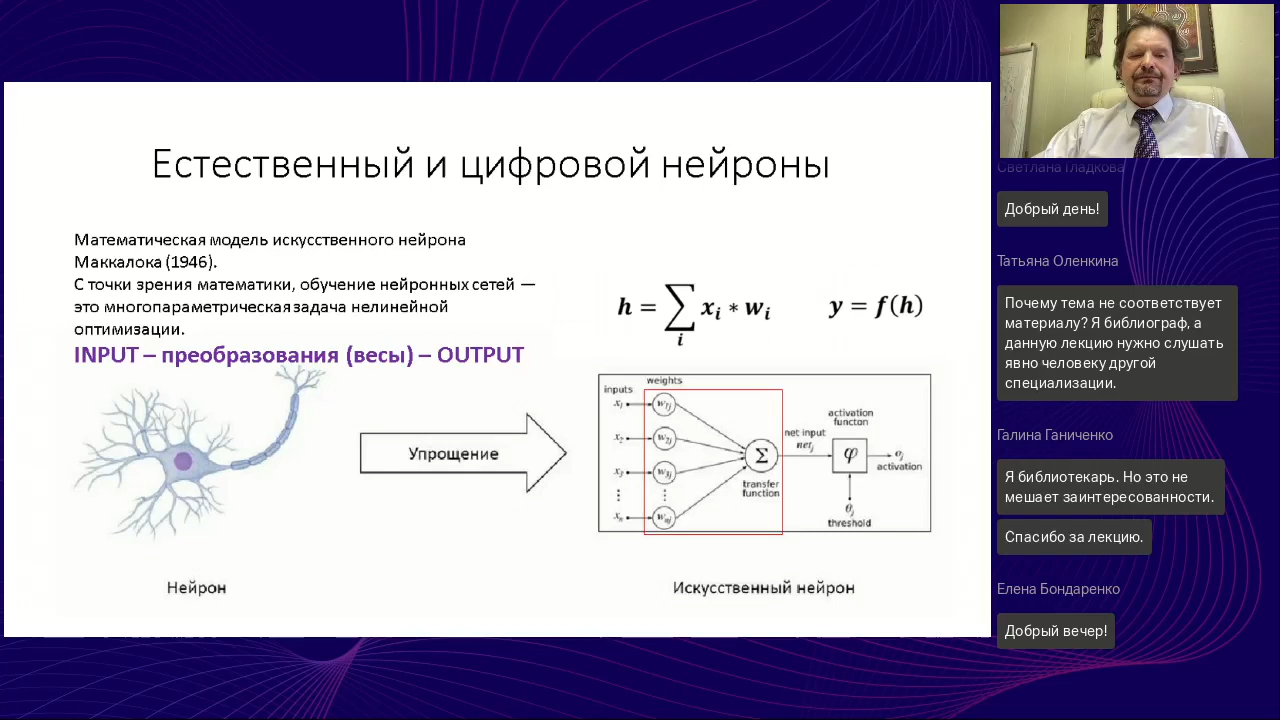 Естественный и цифровой нейроны
Математическая модель искусственного нейрона
Маккалока (1946).
С точки зрения математики, обучение нейронных сетей —
это многопараметрическая задача нелинейной
оптимизации.
INPUT – преобразования (весы) – OUTPUT
h = ∑ xi * wi
i
y = f(h)
Упрощение
inputs
weights
x1
w1j
x2
w2j
x3
w3j
⋮
⋮
xn
wnj
Σ
transfer
function
net input
netj
activation
functon
φ
oj
activation
θj
threshold
Нейрон
Искусственный нейрон
Светлана Гладкова
Добрый день!
Татьяна Оленкина
Почему тема не соответствует
материалу? Я библиограф, а
данную лекцию нужно слушать
явно человеку другой
специализации.
Галина Ганиченко
Я библиотекарь. Но это не
мешает заинтересованности.
Спасибо за лекцию.
Елена Бондаренко
Добрый вечер!